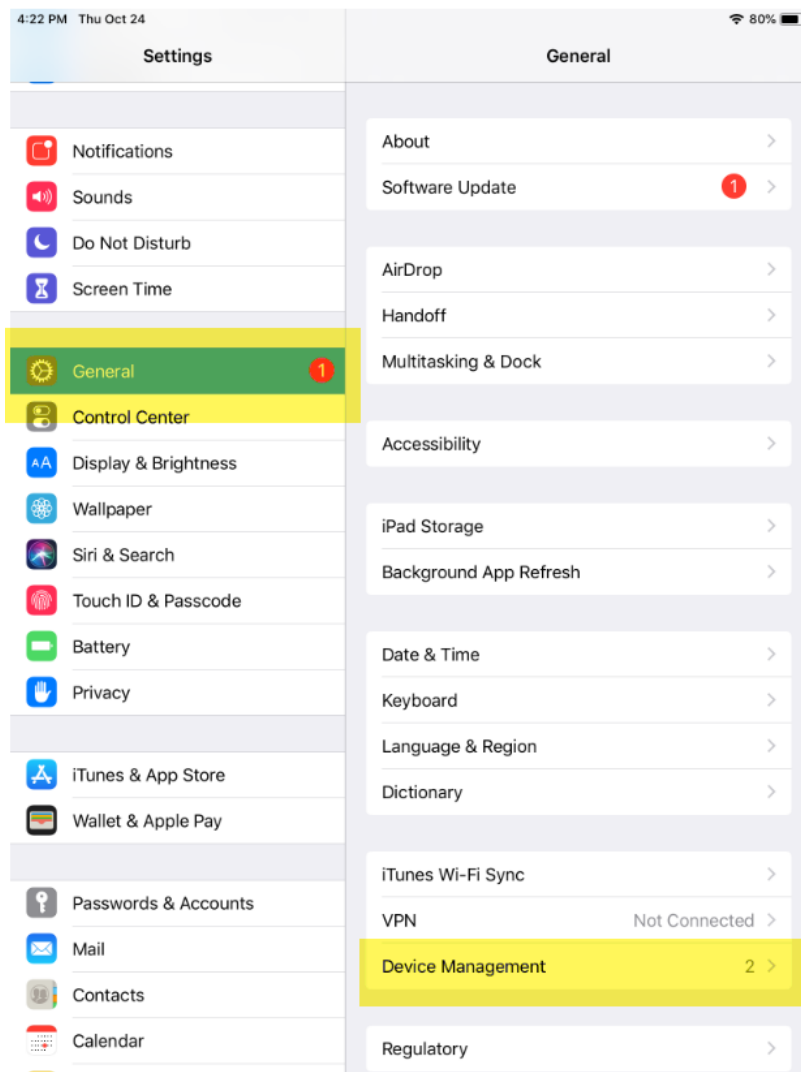 4:22 PM Thu Oct 24
80%
Settings
Notifications
Sounds
Do Not Disturb
Screen Time
General 1
Control Center
AA Display & Brightness
Wallpaper
Siri & Search
Touch ID & Passcode
Battery
Privacy
iTunes & App Store
Wallet & Apple Pay
Passwords & Accounts
Mail
Contacts
Calendar
General
About
Software Update 1
AirDrop
Handoff
Multitasking & Dock
Accessibility
iPad Storage
Background App Refresh
Date & Time
Keyboard
Language & Region
Dictionary
iTunes Wi-Fi Sync
VPN Not Connected
Device Management 2
Regulatory